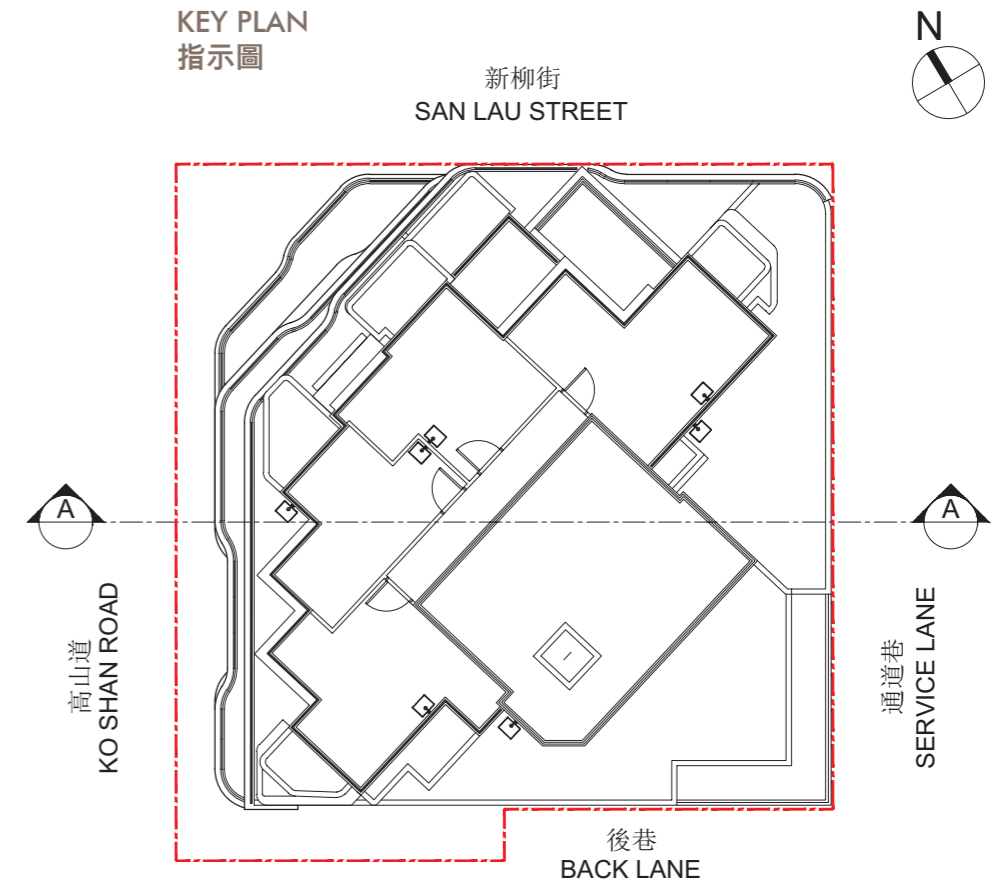 KEY PLAN
指示圖
N
新柳街
SAN LAU STREET
A
A
高山道
KO SHAN ROAD
通道巷
SERVICE LANE
後巷
BACK LANE